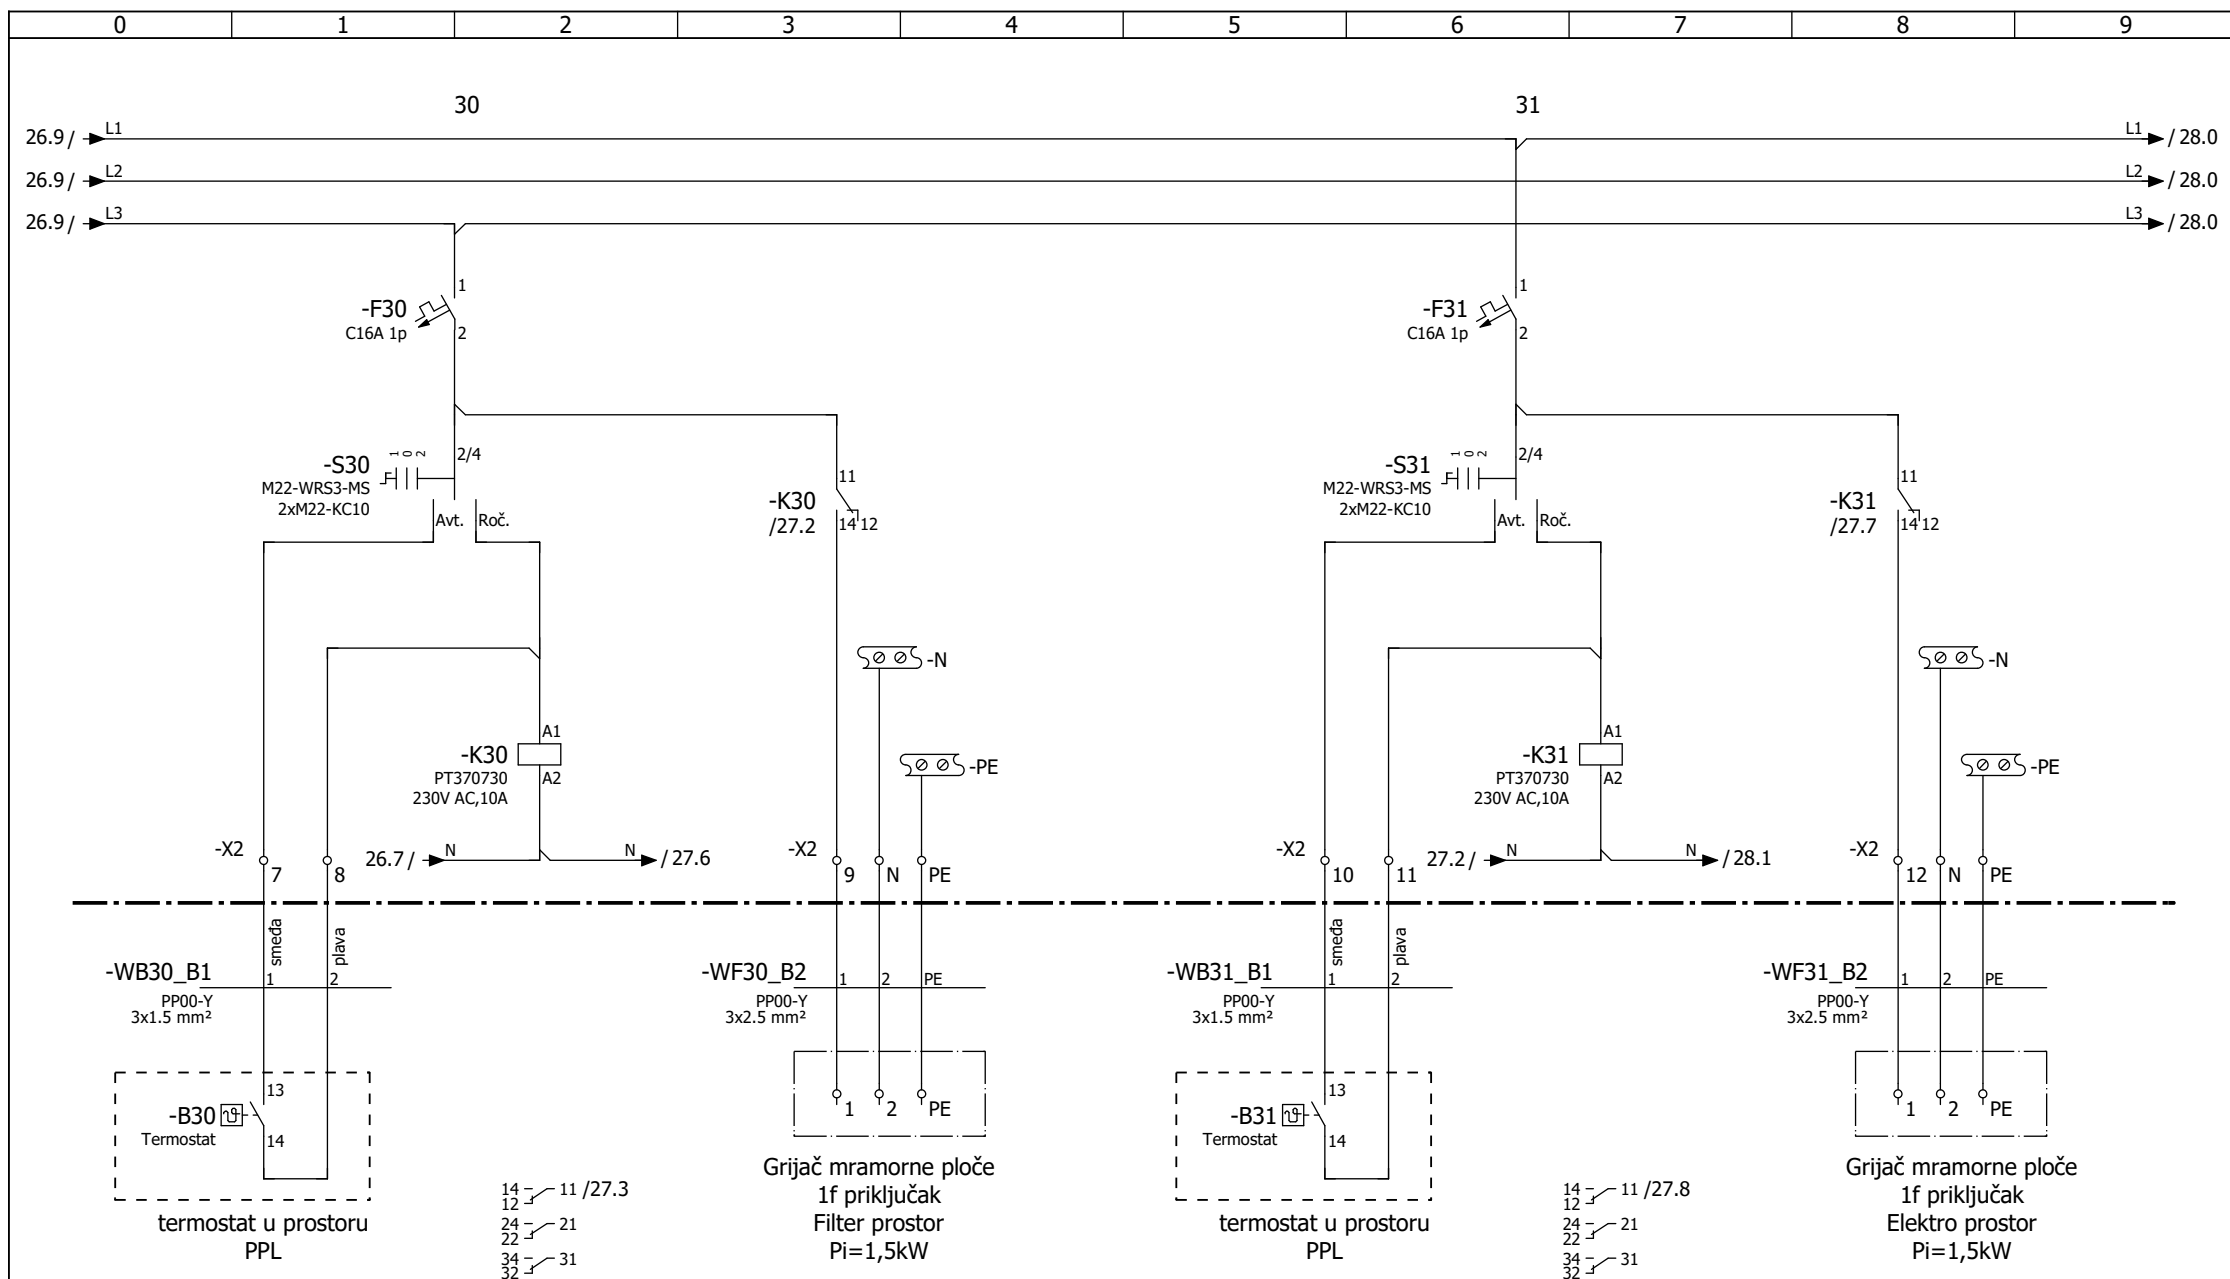 0 1 2 3 4 5 6 7 8 9
30 31
26.9/ L1 L1 / 28.0
26.9/ L2 L2 / 28.0
26.9/ L3 L3 / 28.0
1
-F30
C16A 1p
2
1
-F31
C16A 1p
2
1 0 2
2/4
-S30
M22-WRS3-MS
2xM22-KC10
Avt. Roč.
11
-K30
/27.2
14 12
1 0 2
2/4
-S31
M22-WRS3-MS
2xM22-KC10
Avt. Roč.
11
-K31
/27.7
14 12
-N
-PE
-N
-PE
A1
-K30
PT370730
230V AC,10A
A2
A1
-K31
PT370730
230V AC,10A
A2
-X2 7 8
26.7/ N N / 27.6
-X2 9 N PE
-X2 10 11
27.2/ N N / 28.1
-X2 12 N PE
smeđa plava
-WB30_B1 1 2
PP00-Y
3x1.5 mm²
-WF30_B2 1 2 PE
PP00-Y
3x2.5 mm²
smeđa plava
-WB31_B1 1 2
PP00-Y
3x1.5 mm²
-WF31_B2 1 2 PE
PP00-Y
3x2.5 mm²
13
-B30
Termostat
14
termostat u prostoru
PPL
14 11 /27.3
12
24 21
22
34 31
32
1 2 PE
Grijač mramorne ploče
1f priključak
Filter prostor
Pi=1,5kW
13
-B31
Termostat
14
termostat u prostoru
PPL
14 11 /27.8
12
24 21
22
34 31
32
1 2 PE
Grijač mramorne ploče
1f priključak
Elektro prostor
Pi=1,5kW